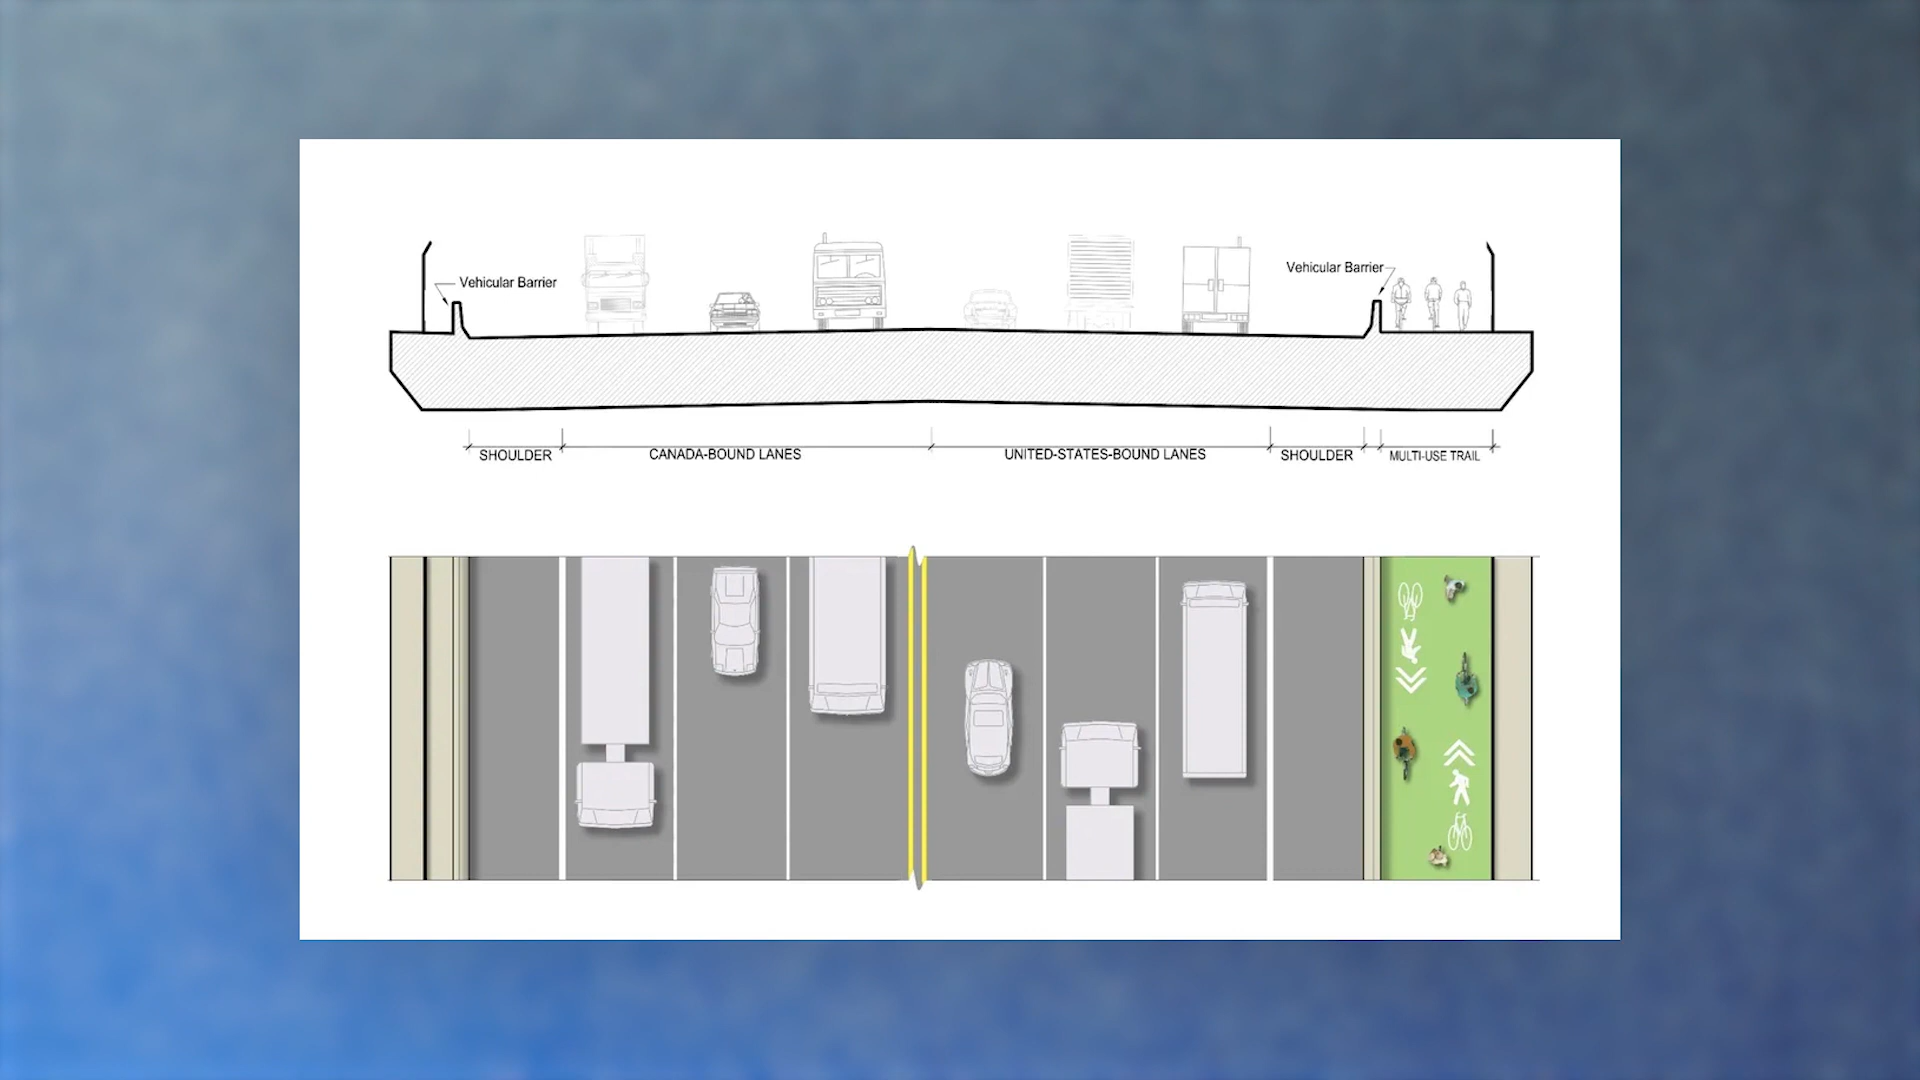 Vehicular Barrier
Vehicular Barrier
SHOULDER
CANADA-BOUND LANES
UNITED-STATES-BOUND LANES
SHOULDER
MULTI-USE TRAIL